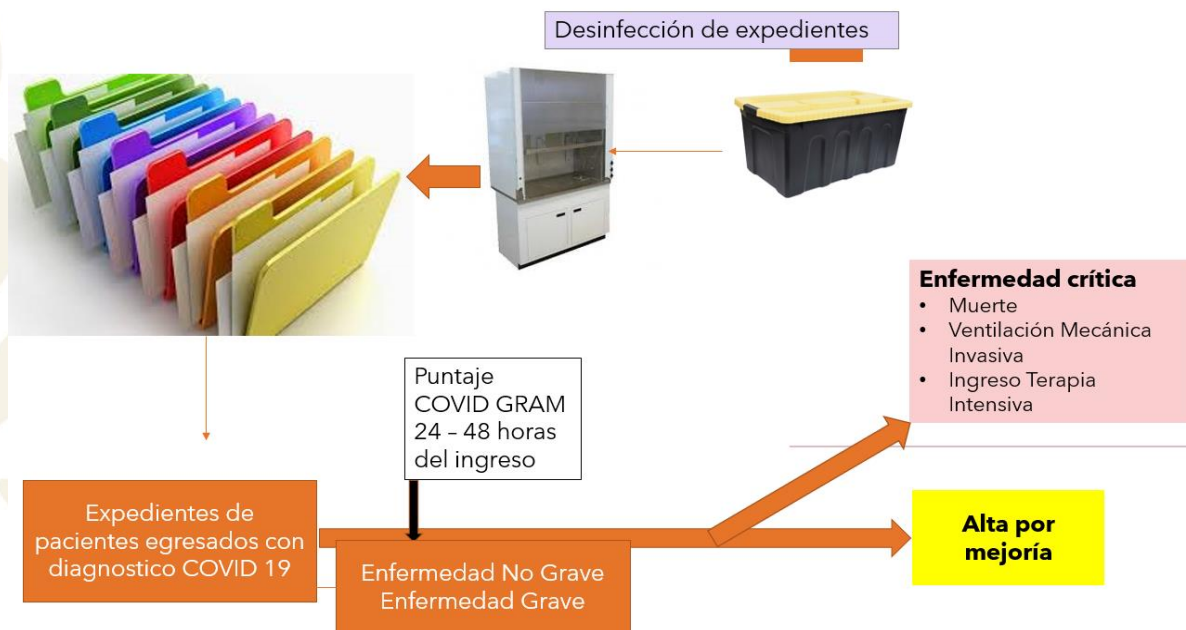 Desinfección de expedientes
Enfermedad crítica
• Muerte
• Ventilación Mecánica
Invasiva
• Ingreso Terapia
Intensiva
Puntaje
COVID GRAM
24 – 48 horas
del ingreso
Expedientes de
pacientes egresados con
diagnostico COVID 19
Enfermedad No Grave
Enfermedad Grave
Alta por
mejoría